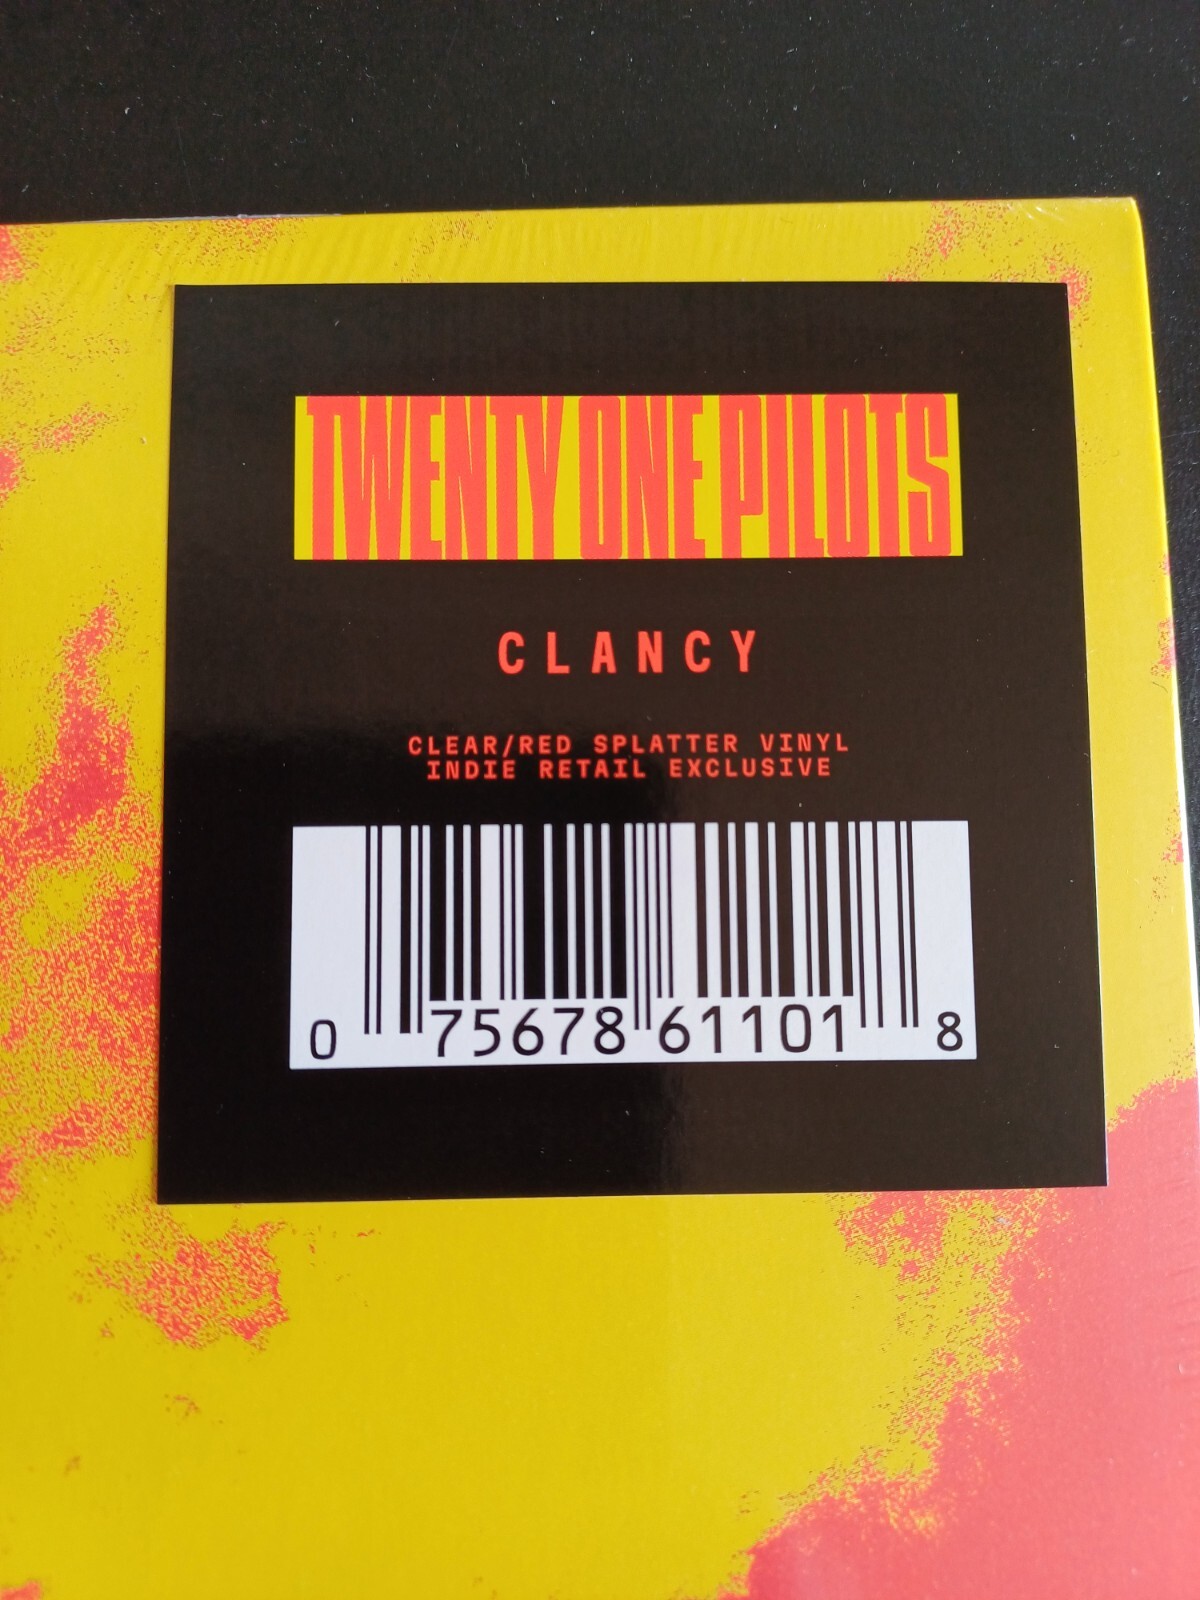 TWENTY ONE PILOTS
CLANCY
CLEAR/RED SPLATTER VINYL
INDIE RETAIL EXCLUSIVE
0 75678 61101 8